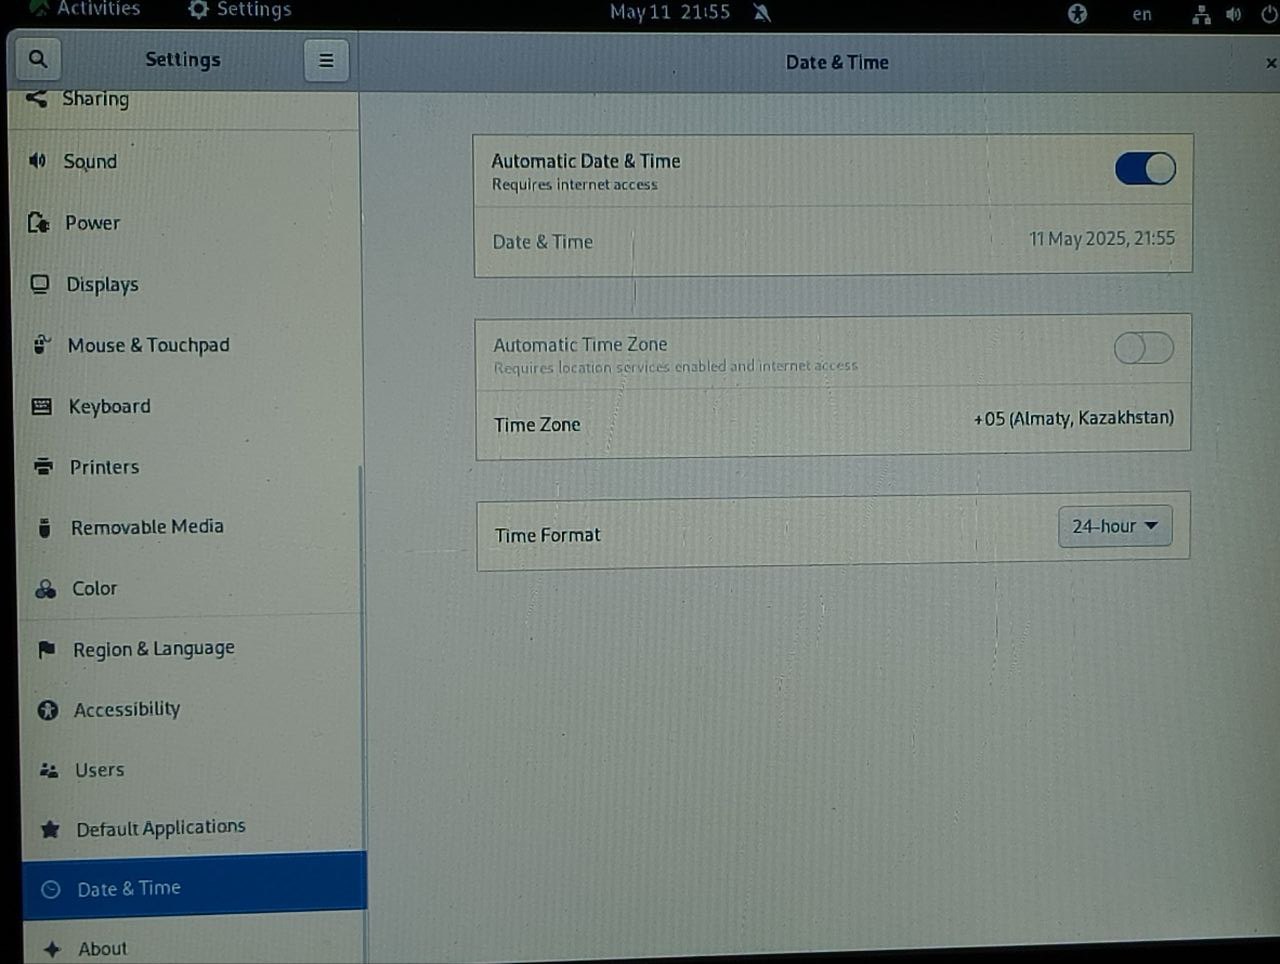 Activities
Settings
May 11 21:55
en
Settings
Date & Time
Sharing
Sound
Power
Displays
Mouse & Touchpad
Keyboard
Printers
Removable Media
Color
Region & Language
Accessibility
Users
Default Applications
Date & Time
About
Automatic Date & Time
Requires internet access
Date & Time 11 May 2025, 21:55
Automatic Time Zone
Requires location services enabled and internet access
Time Zone +05 (Almaty, Kazakhstan)
Time Format 24-hour